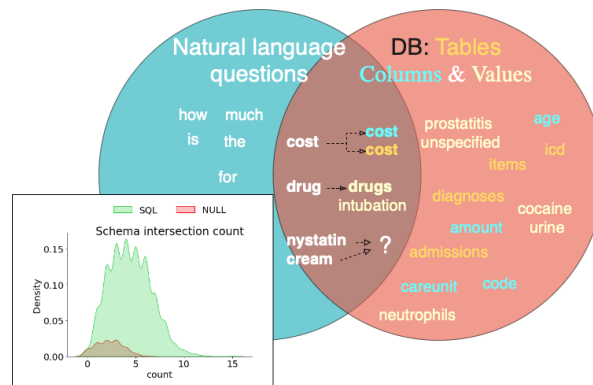 Natural language
questions
DB: Tables
Columns & Values
how much
is the
for
cost
cost
cost
drug
drugs
intubation
nystatin
cream
?
prostatitis
unspecified
age
icd
items
diagnoses
cocaine
urine
amount
admissions
careunit
code
neutrophils
SQL
NULL
Schema intersection count
Density
0.15
0.10
0.05
0.00
0
5
10
15
count